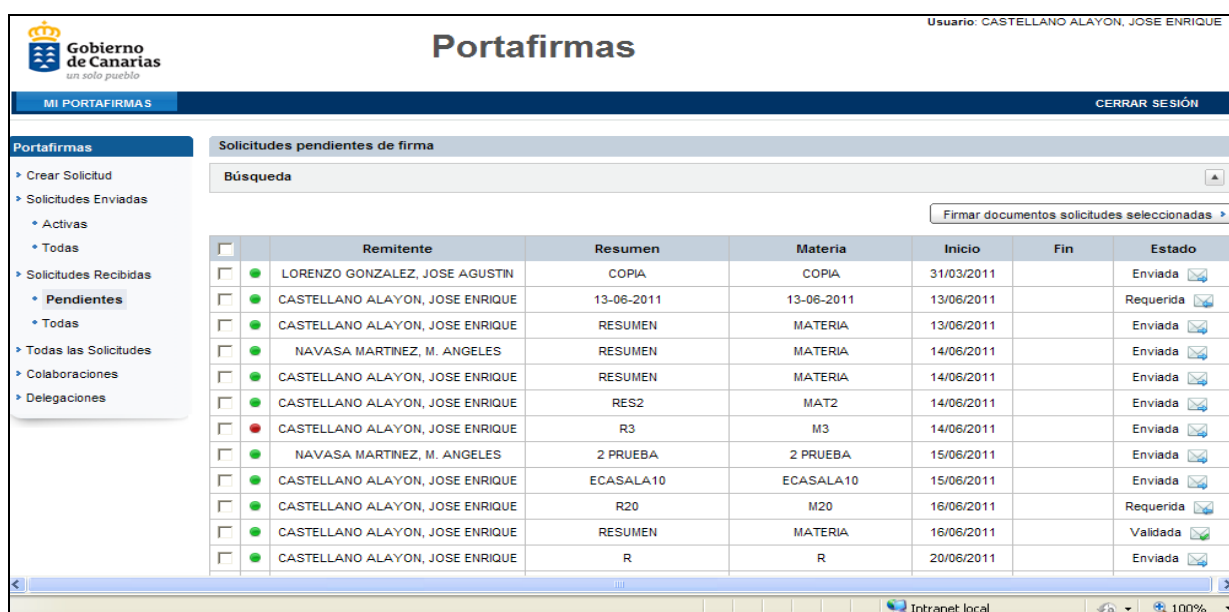 Usuario: CASTELLANO ALAYON, JOSE ENRIQUE
Gobierno
de Canarias
un solo pueblo
Portafirmas
MI PORTAFIRMAS
CERRAR SESIÓN
Portafirmas
Crear Solicitud
Solicitudes Enviadas
Activas
Todas
Solicitudes Recibidas
Pendientes
Todas
Todas las Solicitudes
Colaboraciones
Delegaciones
Solicitudes pendientes de firma
Búsqueda
Firmar documentos solicitudes seleccionadas
Remitente Resumen Materia Inicio Fin Estado
LORENZO GONZALEZ, JOSE AGUSTIN COPIA COPIA 31/03/2011 Enviada
CASTELLANO ALAYON, JOSE ENRIQUE 13-06-2011 13-06-2011 13/06/2011 Requerida
CASTELLANO ALAYON, JOSE ENRIQUE RESUMEN MATERIA 13/06/2011 Enviada
NAVASA MARTINEZ, M. ANGELES RESUMEN MATERIA 14/06/2011 Enviada
CASTELLANO ALAYON, JOSE ENRIQUE RESUMEN MATERIA 14/06/2011 Enviada
CASTELLANO ALAYON, JOSE ENRIQUE RES2 MAT2 14/06/2011 Enviada
CASTELLANO ALAYON, JOSE ENRIQUE R3 M3 14/06/2011 Enviada
NAVASA MARTINEZ, M. ANGELES 2 PRUEBA 2 PRUEBA 15/06/2011 Enviada
CASTELLANO ALAYON, JOSE ENRIQUE ECASALA10 ECASALA10 15/06/2011 Enviada
CASTELLANO ALAYON, JOSE ENRIQUE R20 M20 16/06/2011 Requerida
CASTELLANO ALAYON, JOSE ENRIQUE RESUMEN MATERIA 16/06/2011 Validada
CASTELLANO ALAYON, JOSE ENRIQUE R R 20/06/2011 Enviada
Intranet local 100%